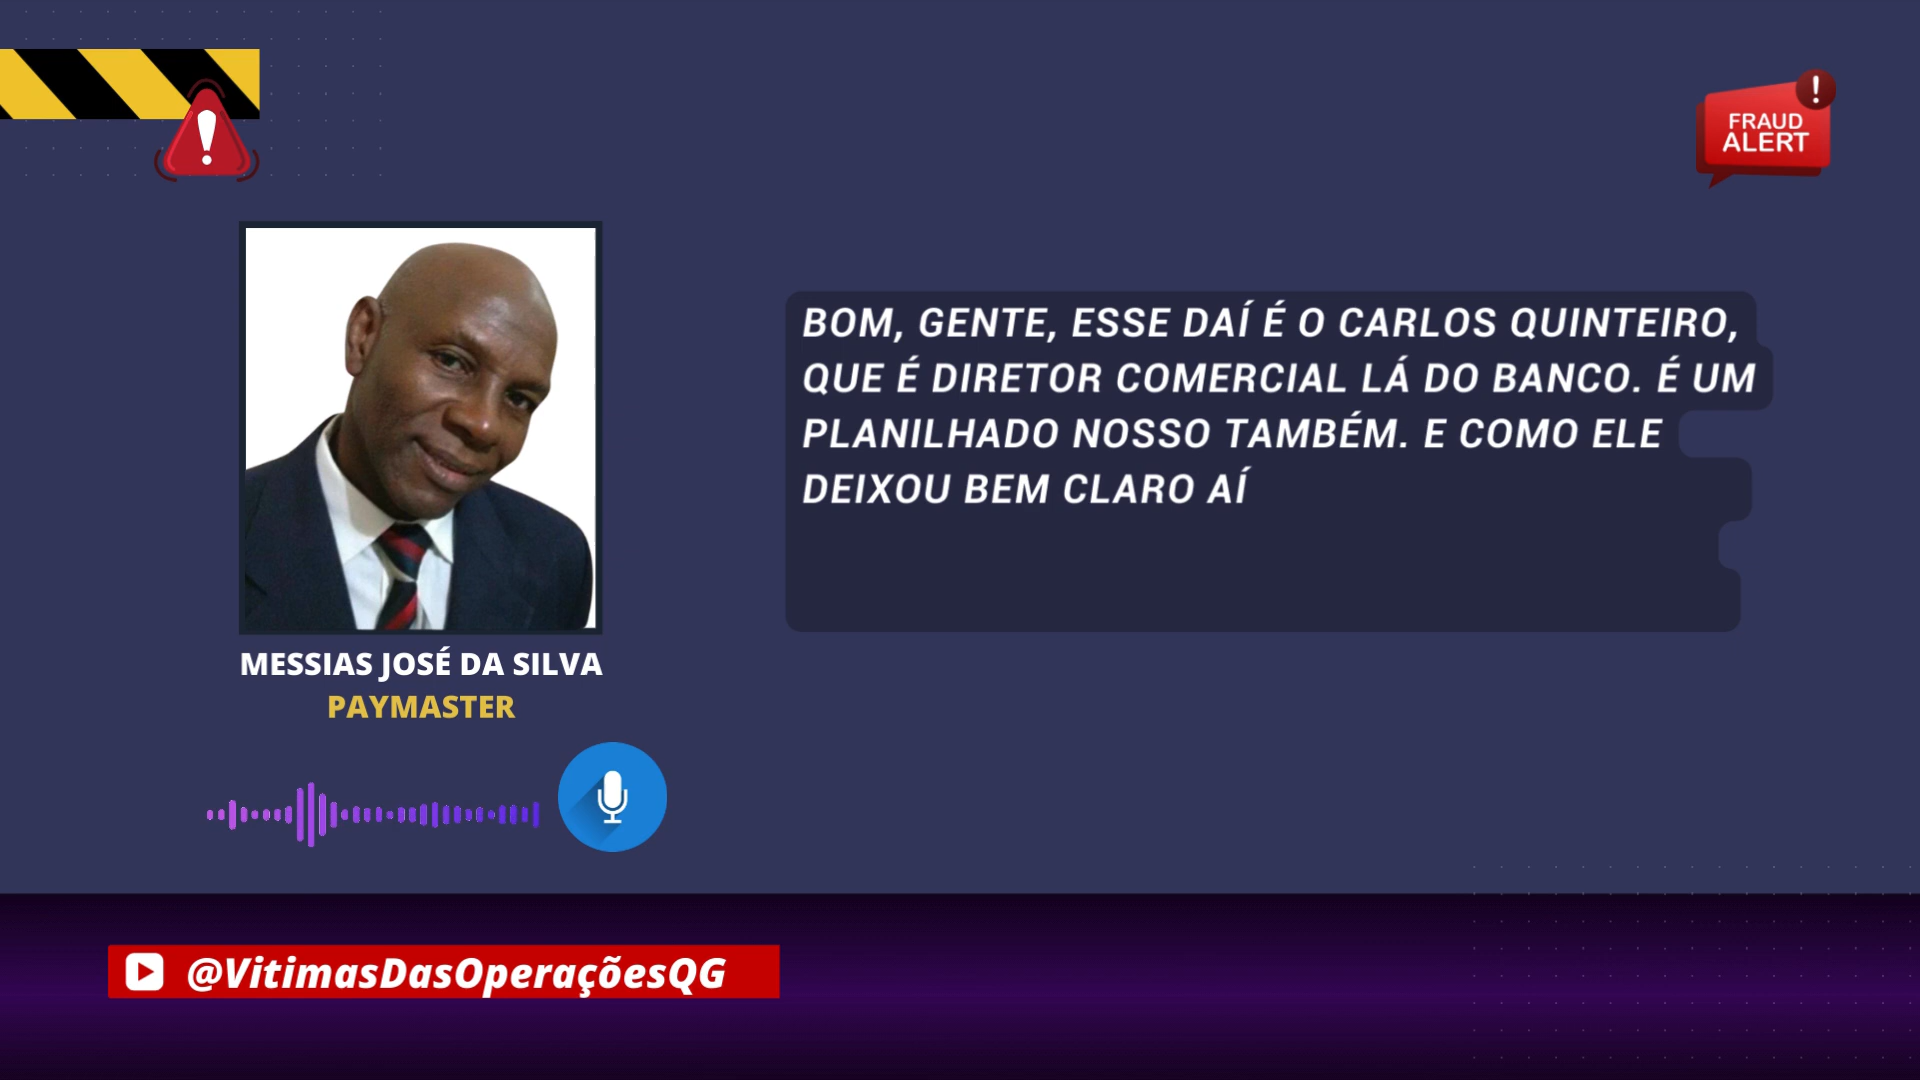 FRAUD
ALERT
BOM, GENTE, ESSE DAÍ É O CARLOS QUINTEIRO,
QUE É DIRETOR COMERCIAL LÁ DO BANCO. É UM
PLANILHADO NOSSO TAMBÉM. E COMO ELE
DEIXOU BEM CLARO AÍ
MESSIAS JOSÉ DA SILVA
PAYMASTER
@VitimasDasOperaçõesQG